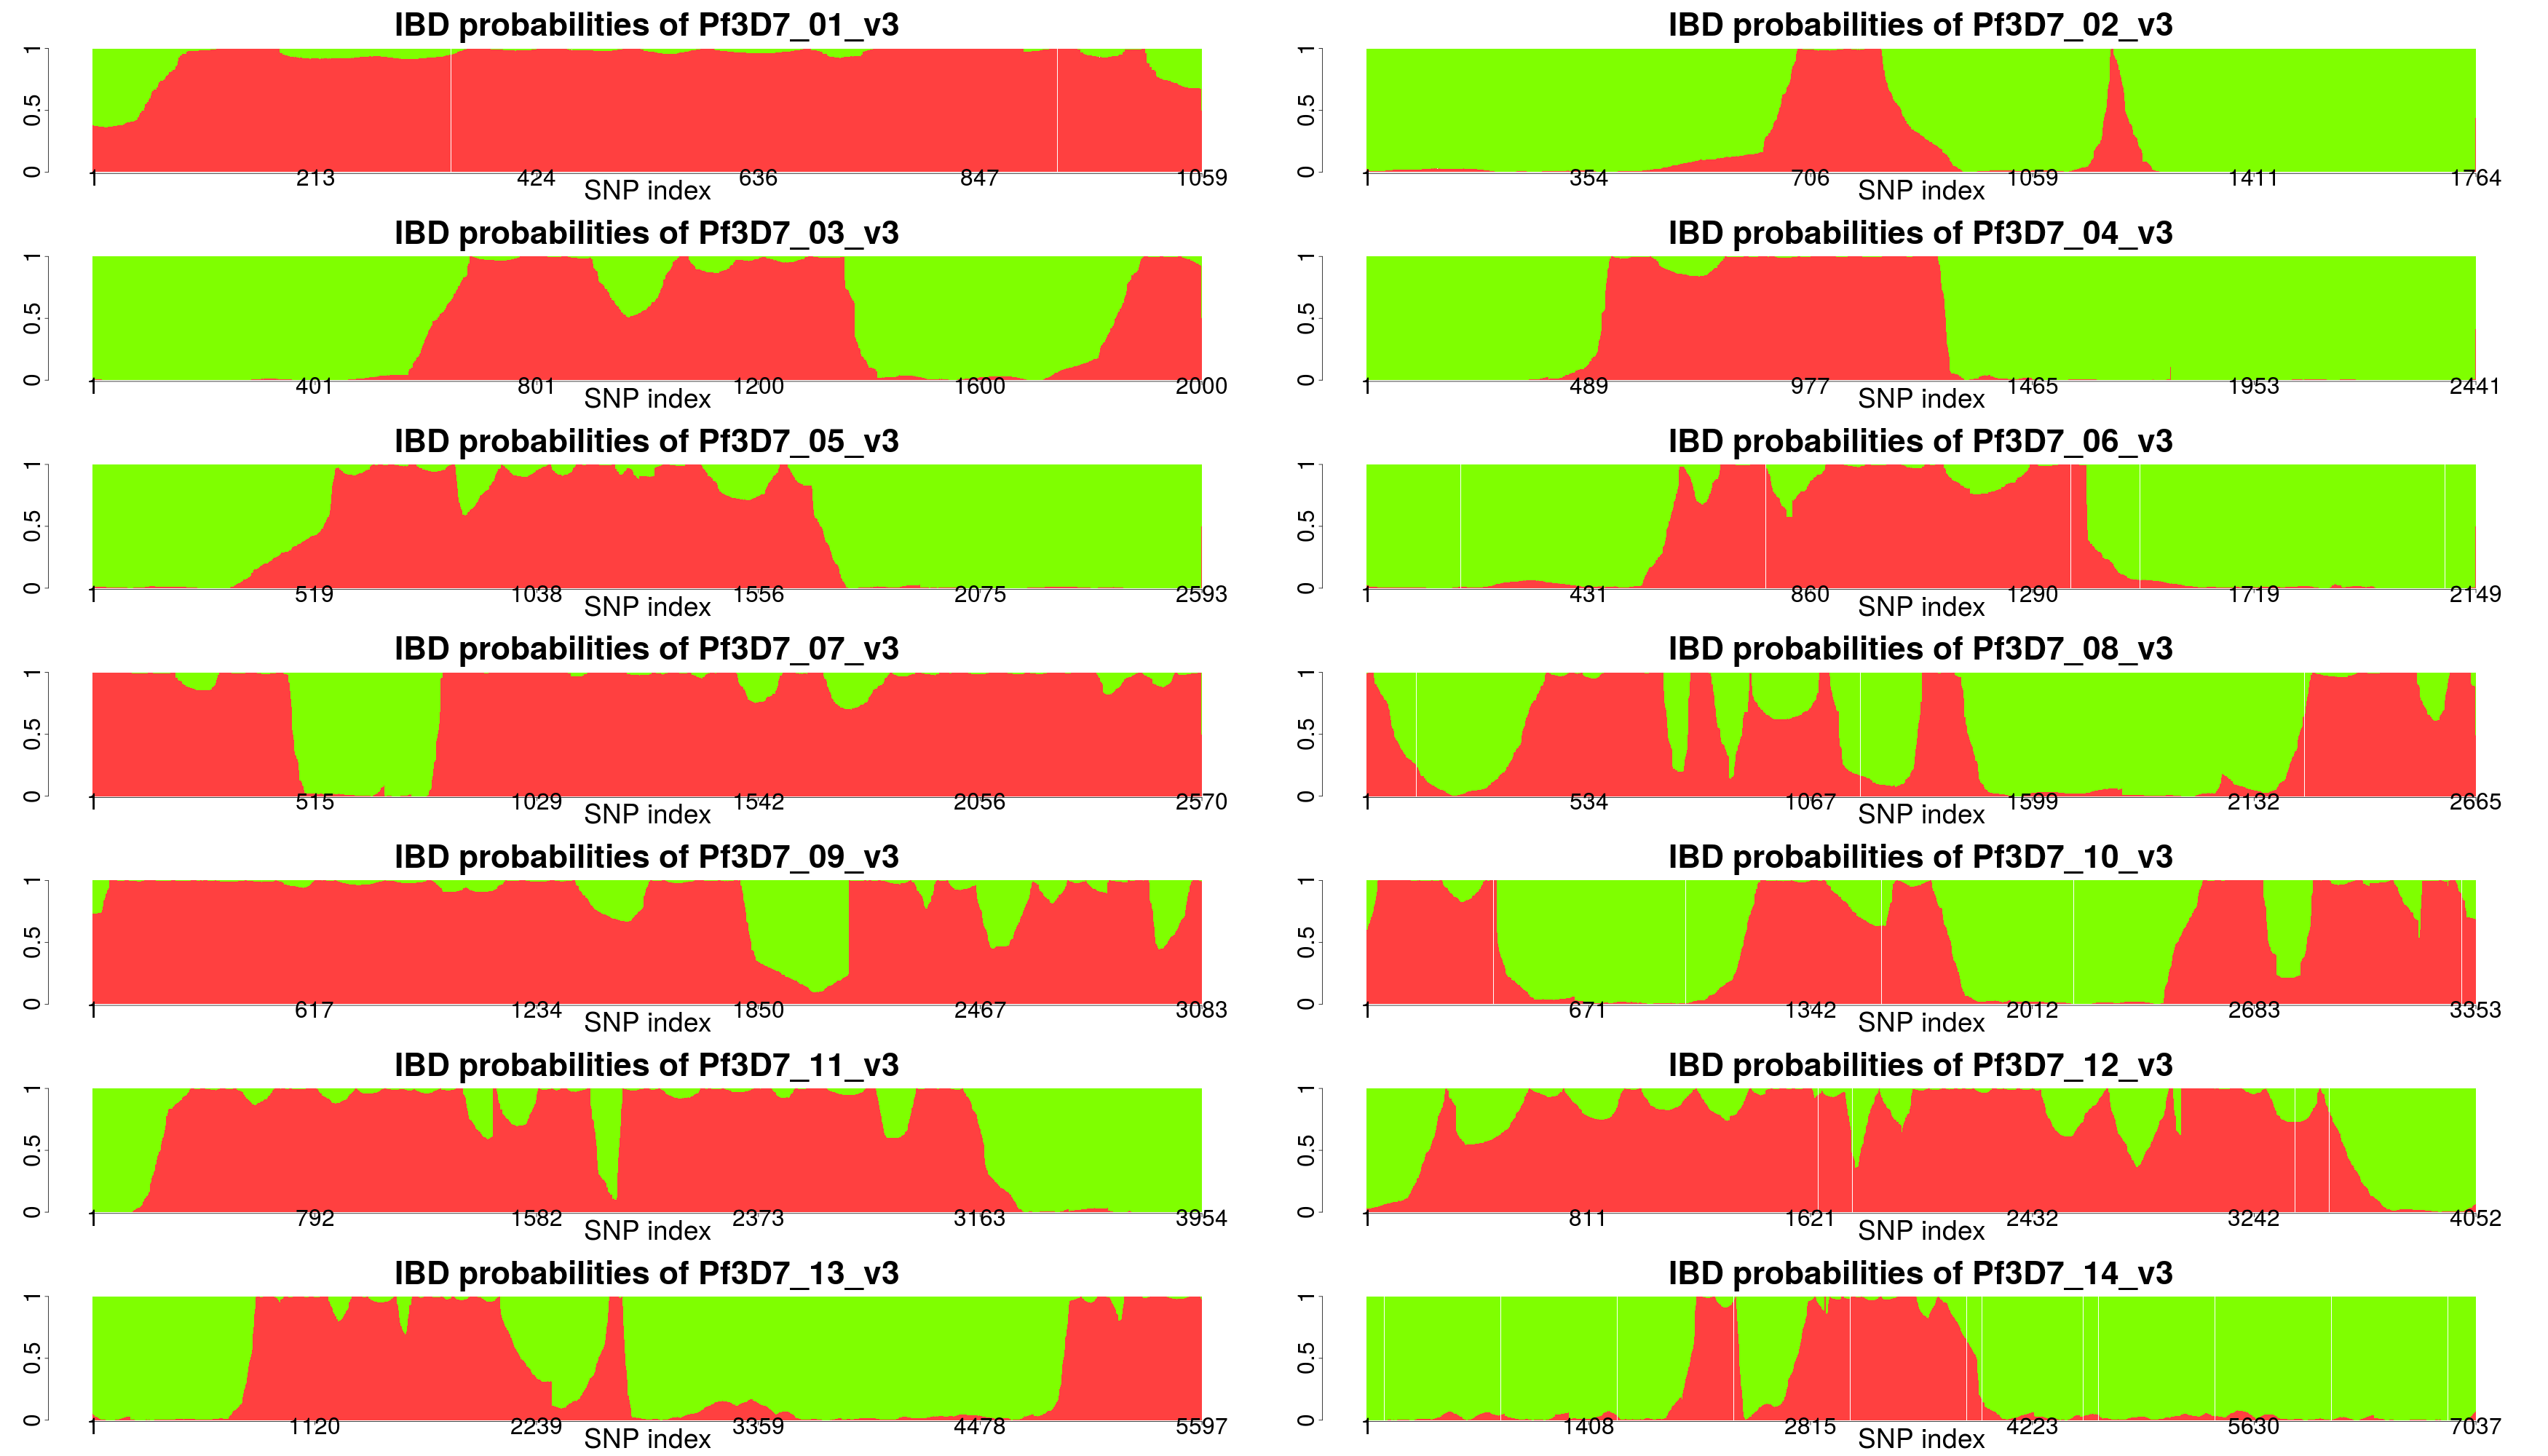 IBD probabilities of Pf3D7_01_v3
0 0.5 1
1 213 424 636 847 1059
SNP index
IBD probabilities of Pf3D7_02_v3
0 0.5 1
1 354 706 1059 1411 1764
SNP index
IBD probabilities of Pf3D7_03_v3
0 0.5 1
1 401 801 1200 1600 2000
SNP index
IBD probabilities of Pf3D7_04_v3
0 0.5 1
1 489 977 1465 1953 2441
SNP index
IBD probabilities of Pf3D7_05_v3
0 0.5 1
1 519 1038 1556 2075 2593
SNP index
IBD probabilities of Pf3D7_06_v3
0 0.5 1
1 431 860 1290 1719 2149
SNP index
IBD probabilities of Pf3D7_07_v3
0 0.5 1
1 515 1029 1542 2056 2570
SNP index
IBD probabilities of Pf3D7_08_v3
0 0.5 1
1 534 1067 1599 2132 2665
SNP index
IBD probabilities of Pf3D7_09_v3
0 0.5 1
1 617 1234 1850 2467 3083
SNP index
IBD probabilities of Pf3D7_10_v3
0 0.5 1
1 671 1342 2012 2683 3353
SNP index
IBD probabilities of Pf3D7_11_v3
0 0.5 1
1 792 1582 2373 3163 3954
SNP index
IBD probabilities of Pf3D7_12_v3
0 0.5 1
1 811 1621 2432 3242 4052
SNP index
IBD probabilities of Pf3D7_13_v3
0 0.5 1
1 1120 2239 3359 4478 5597
SNP index
IBD probabilities of Pf3D7_14_v3
0 0.5 1
1 1408 2815 4223 5630 7037
SNP index